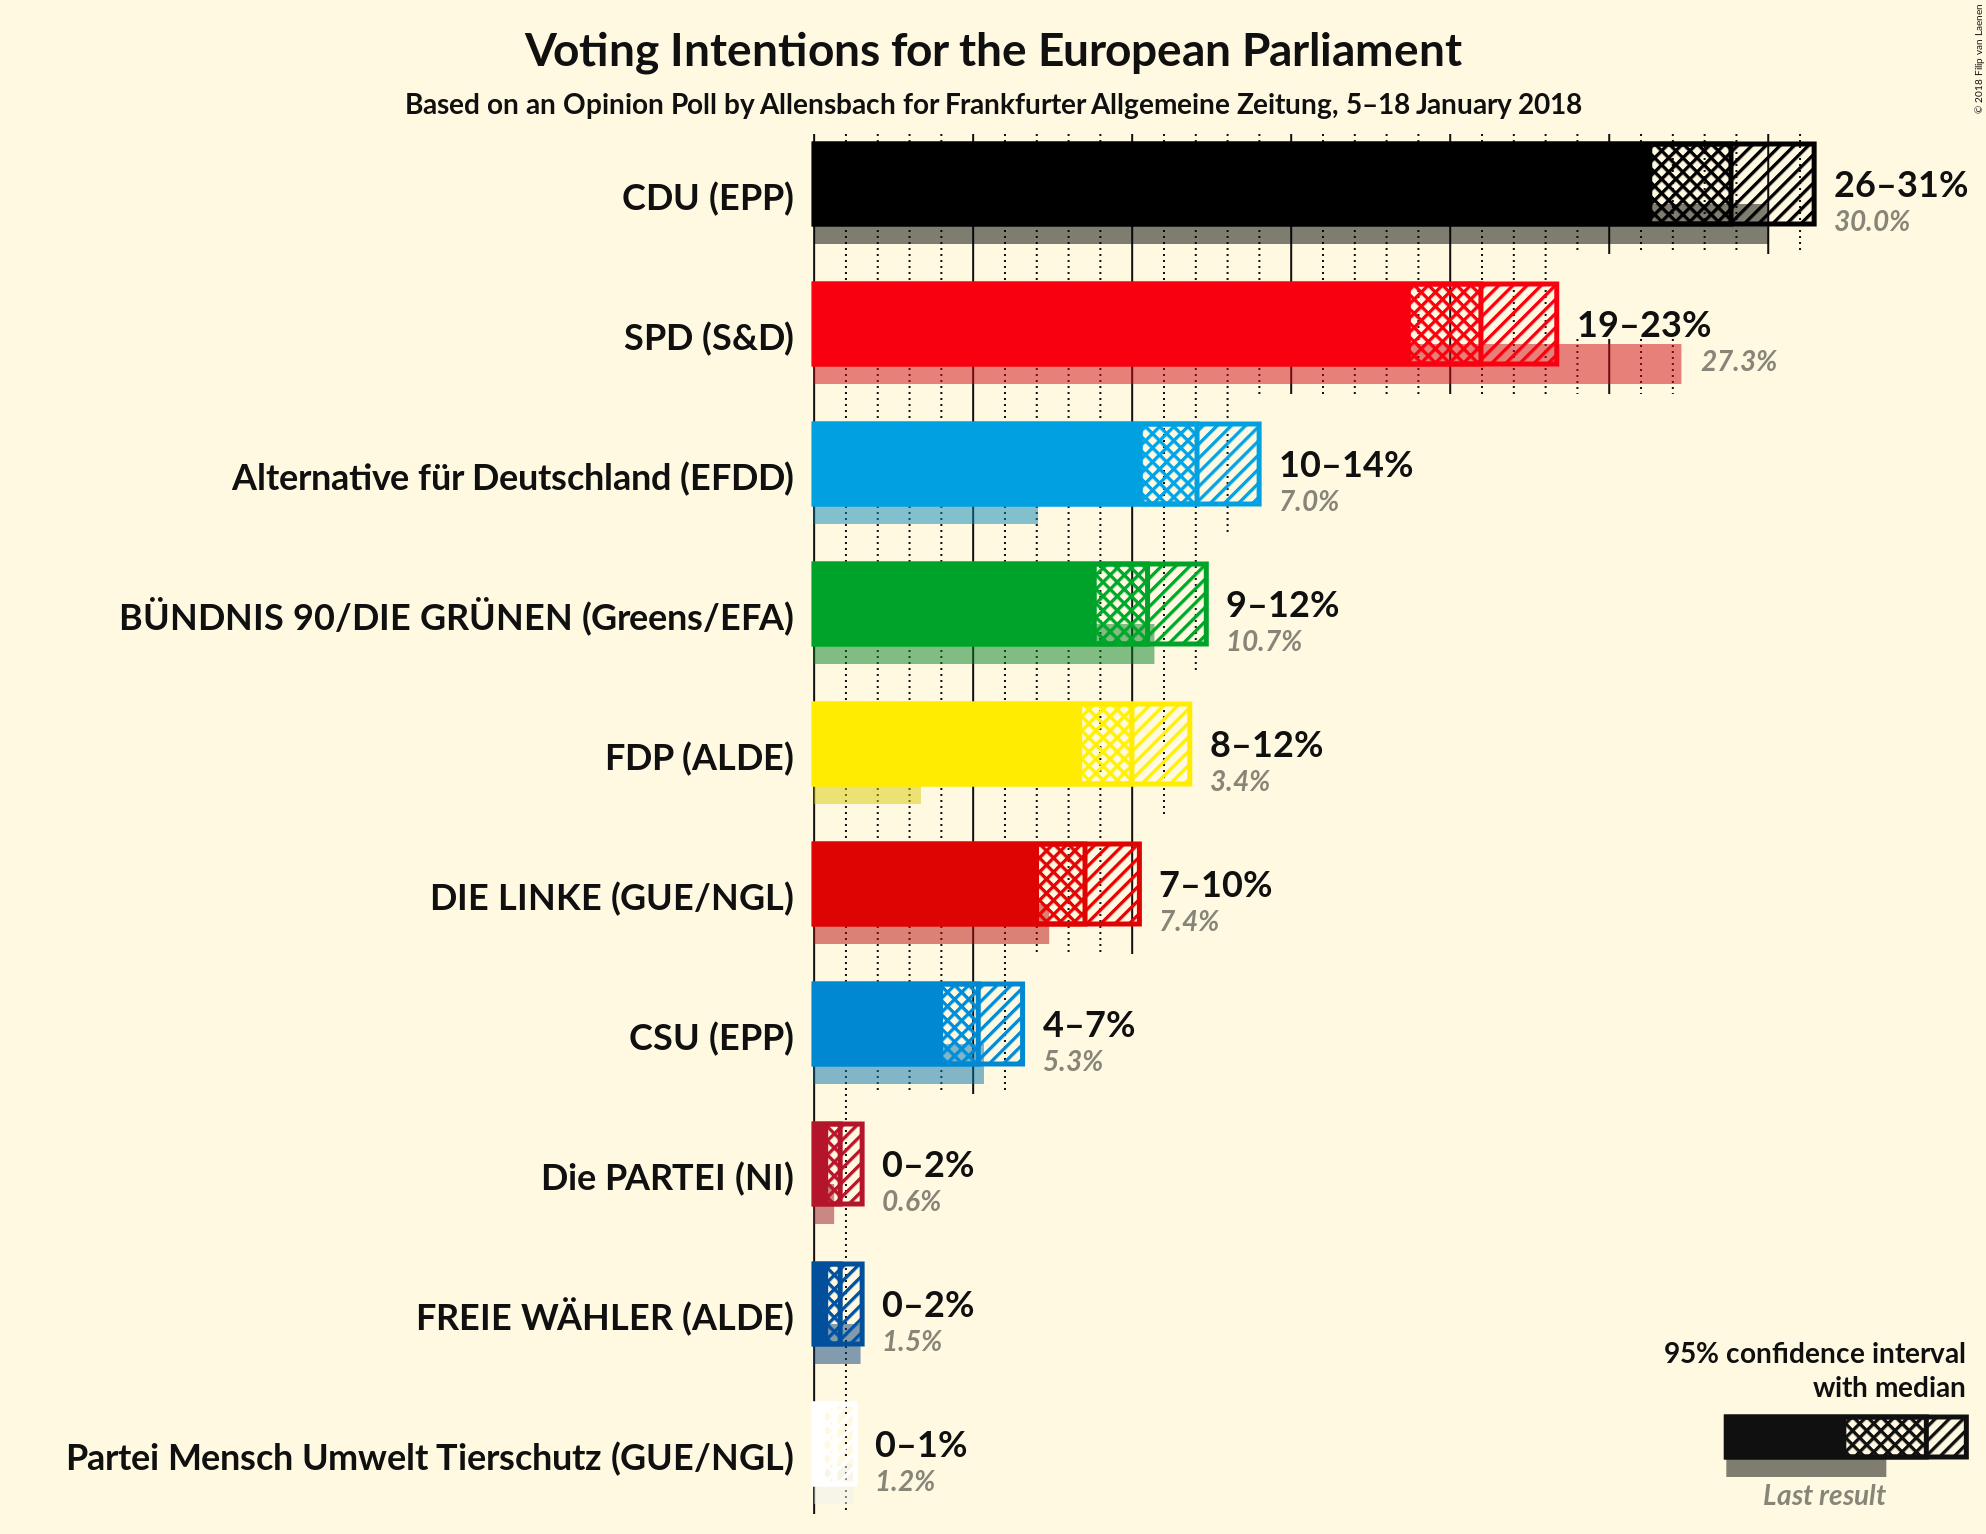 Voting Intentions for the European Parliament
Based on an Opinion Poll by Allensbach for Frankfurter Allgemeine Zeitung, 5–18 January 2018
© 2018 Filip van Laenen
CDU (EPP)
26–31%
30.0%
SPD (S&D)
19–23%
27.3%
Alternative für Deutschland (EFDD)
10–14%
7.0%
BÜNDNIS 90/DIE GRÜNEN (Greens/EFA)
9–12%
10.7%
FDP (ALDE)
8–12%
3.4%
DIE LINKE (GUE/NGL)
7–10%
7.4%
CSU (EPP)
4–7%
5.3%
Die PARTEI (NI)
0–2%
0.6%
FREIE WÄHLER (ALDE)
0–2%
1.5%
Partei Mensch Umwelt Tierschutz (GUE/NGL)
0–1%
1.2%
95% confidence interval
with median
Last result